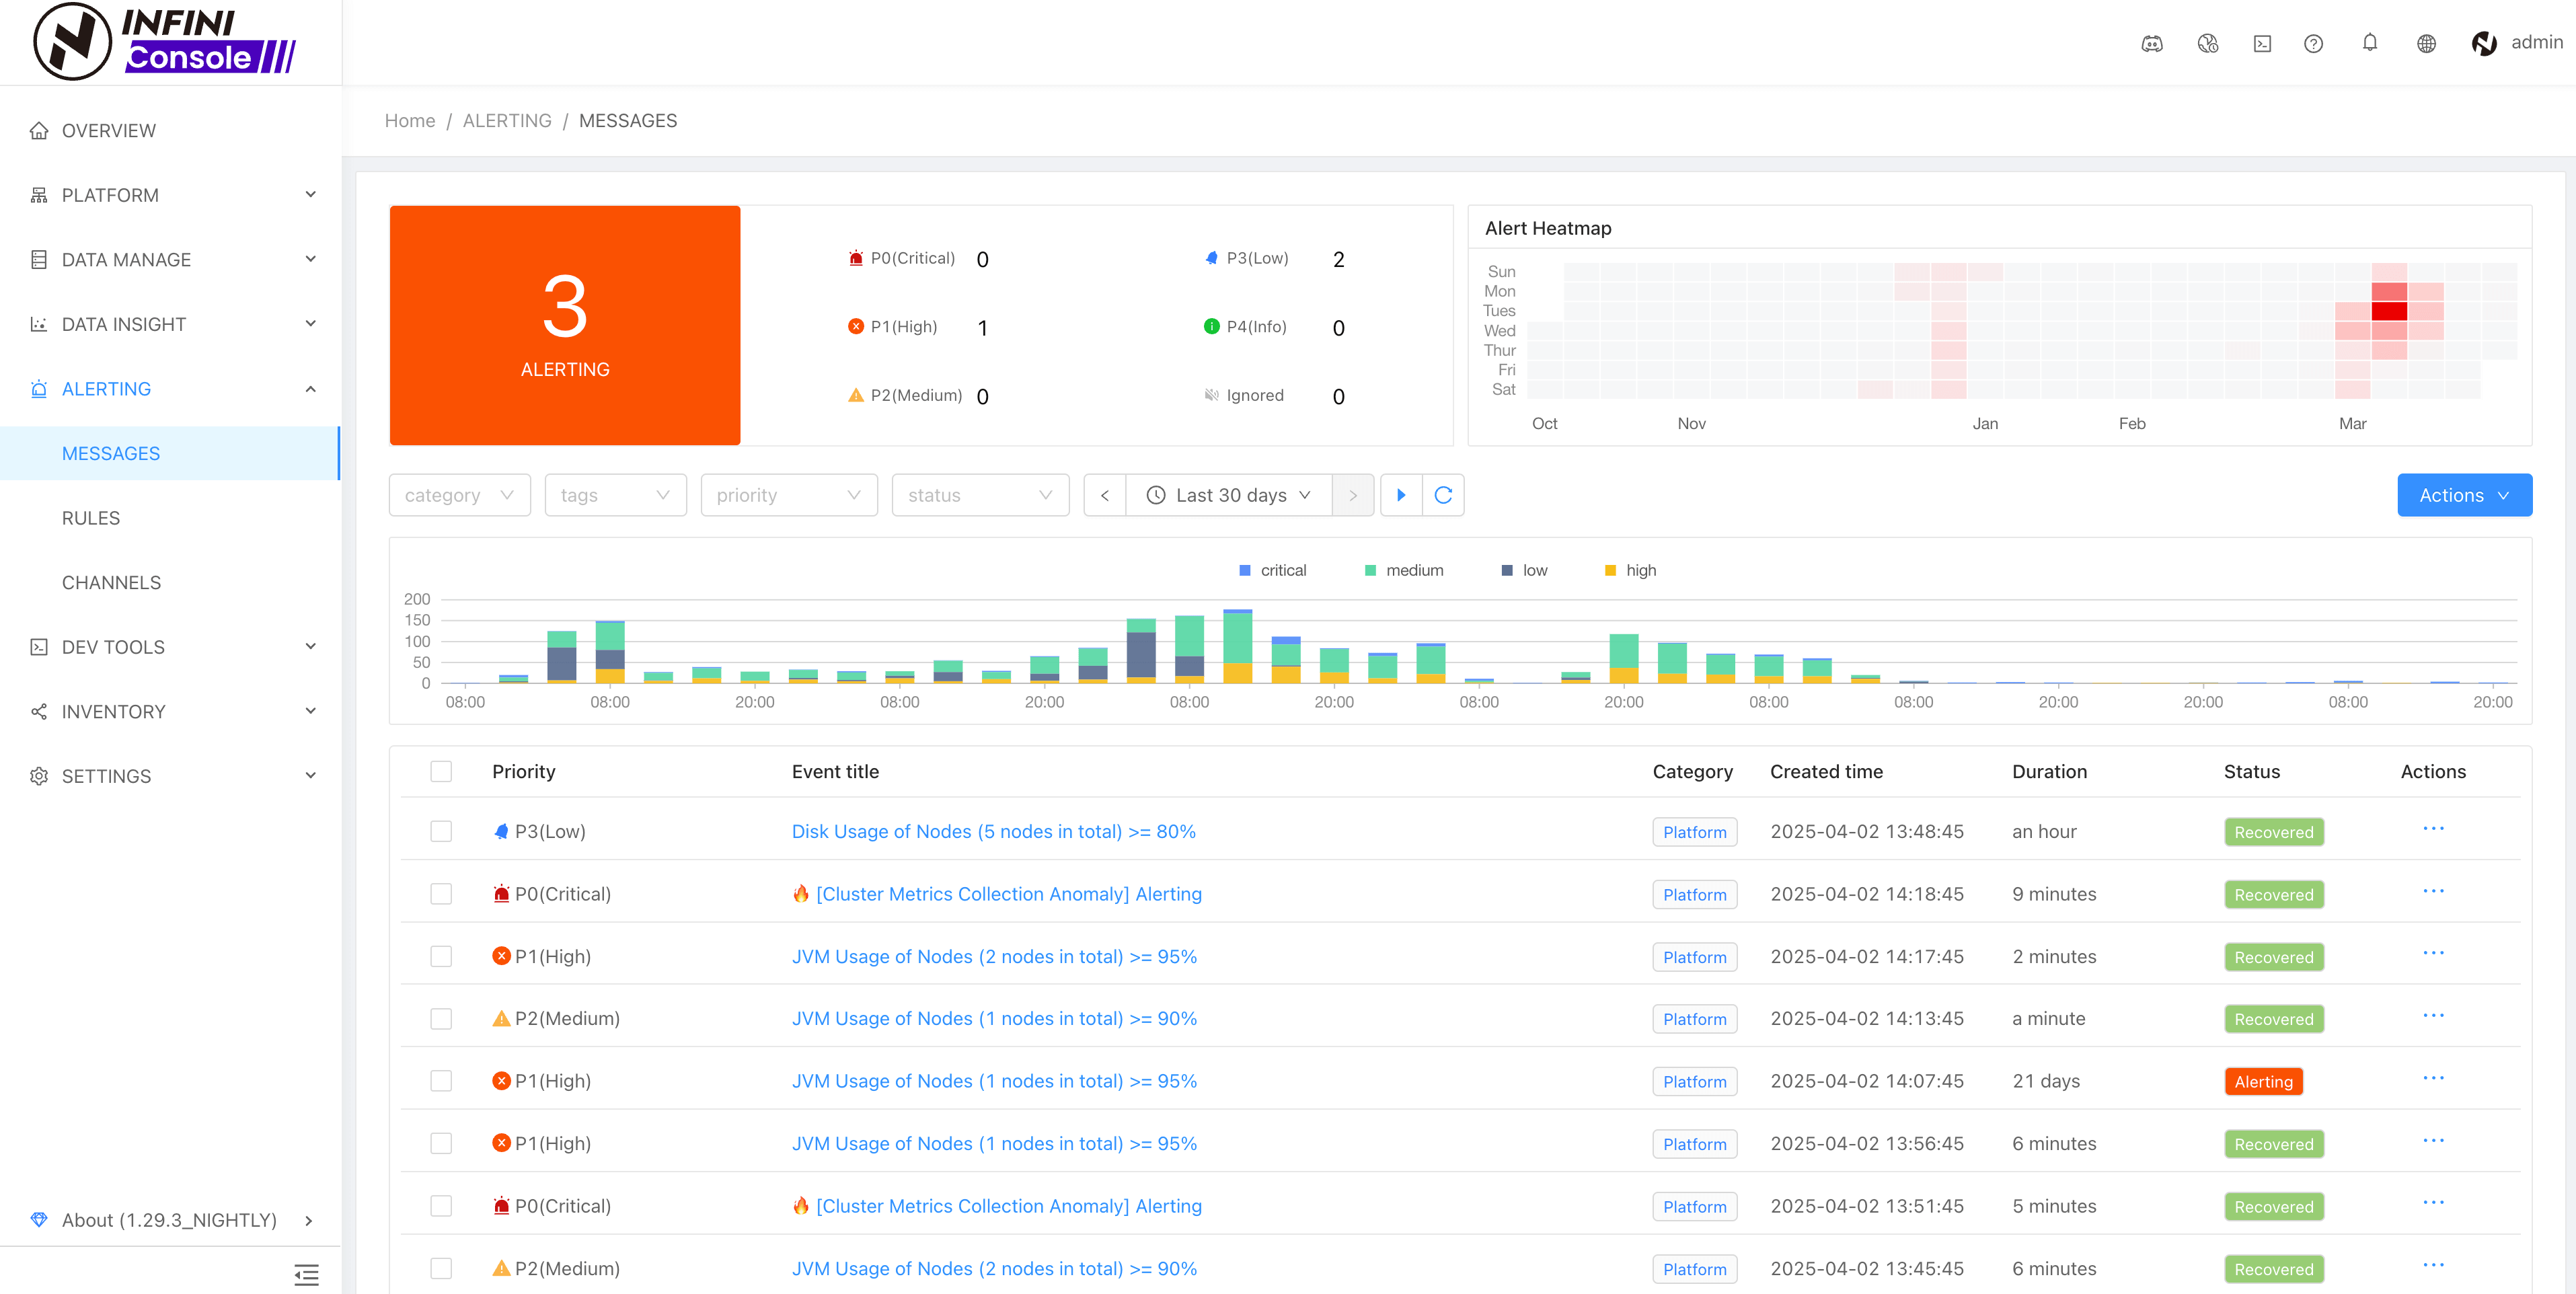 INFINI
Console
admin
OVERVIEW
PLATFORM
DATA MANAGE
DATA INSIGHT
ALERTING
MESSAGES
RULES
CHANNELS
DEV TOOLS
INVENTORY
SETTINGS
About (1.29.3_NIGHTLY)
Home / ALERTING / MESSAGES
3
ALERTING
P0(Critical) 0
P3(Low) 2
P1(High) 1
P4(Info) 0
P2(Medium) 0
Ignored 0
Alert Heatmap
Sun
Mon
Tues
Wed
Thur
Fri
Sat
Oct Nov Jan Feb Mar
category tags priority status Last 30 days Actions
critical medium low high
200
150
100
50
0
08:00 08:00 20:00 08:00 20:00 08:00 20:00 08:00 20:00 08:00 08:00 20:00 20:00 08:00 20:00
Priority Event title Category Created time Duration Status Actions
P3(Low) Disk Usage of Nodes (5 nodes in total) >= 80% Platform 2025-04-02 13:48:45 an hour Recovered ...
P0(Critical) 🔥 [Cluster Metrics Collection Anomaly] Alerting Platform 2025-04-02 14:18:45 9 minutes Recovered ...
P1(High) JVM Usage of Nodes (2 nodes in total) >= 95% Platform 2025-04-02 14:17:45 2 minutes Recovered ...
P2(Medium) JVM Usage of Nodes (1 nodes in total) >= 90% Platform 2025-04-02 14:13:45 a minute Recovered ...
P1(High) JVM Usage of Nodes (1 nodes in total) >= 95% Platform 2025-04-02 14:07:45 21 days Alerting ...
P1(High) JVM Usage of Nodes (1 nodes in total) >= 95% Platform 2025-04-02 13:56:45 6 minutes Recovered ...
P0(Critical) 🔥 [Cluster Metrics Collection Anomaly] Alerting Platform 2025-04-02 13:51:45 5 minutes Recovered ...
P2(Medium) JVM Usage of Nodes (2 nodes in total) >= 90% Platform 2025-04-02 13:45:45 6 minutes Recovered ...